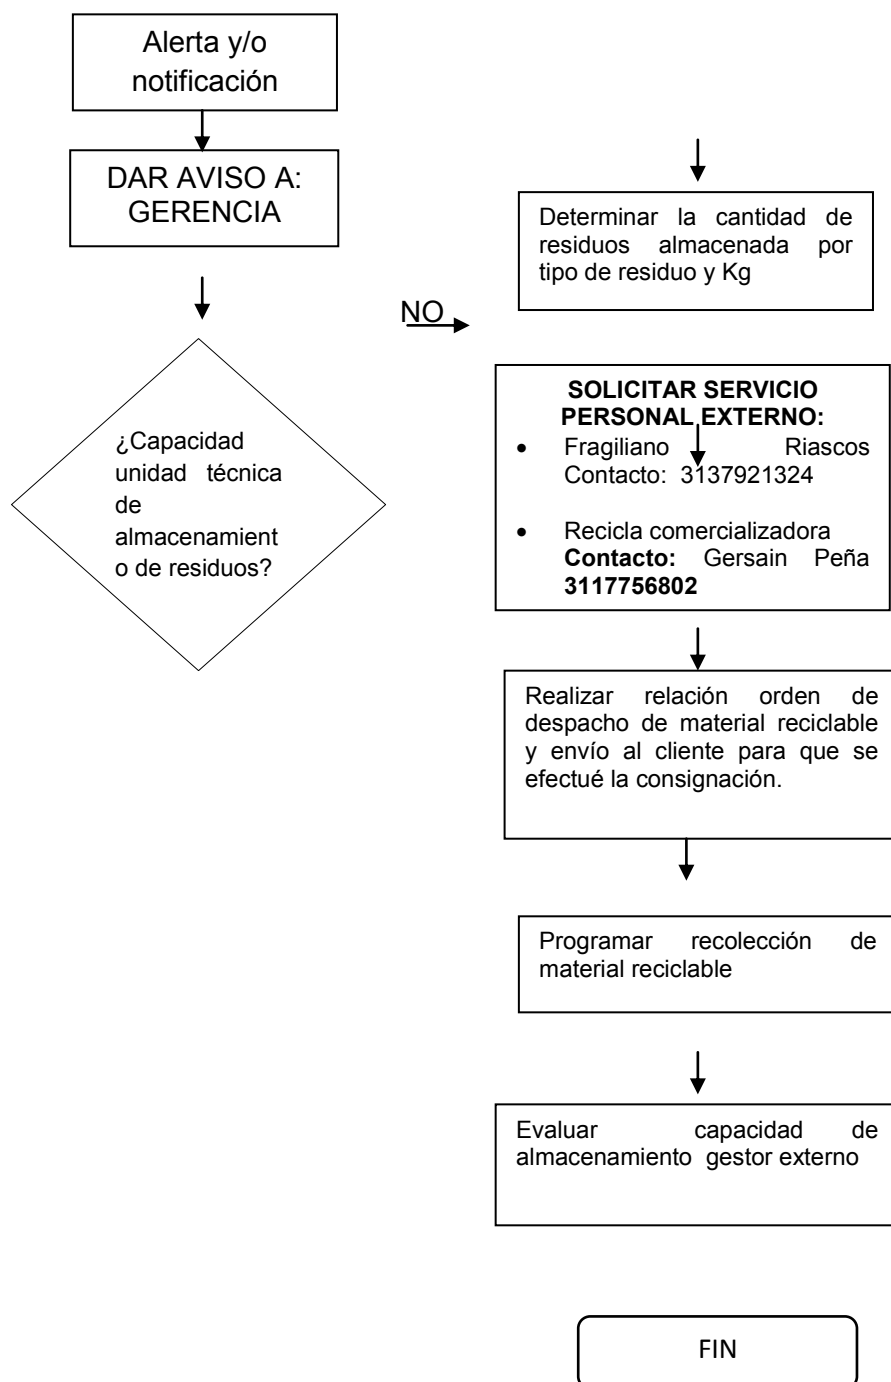 Alerta y/o
notificación
DAR AVISO A:
GERENCIA
¿Capacidad
unidad técnica
de
almacenamient
o de residuos?
NO
Determinar la cantidad de
residuos almacenada por
tipo de residuo y Kg
SOLICITAR SERVICIO
PERSONAL EXTERNO:
• Fragiliano Riascos
Contacto: 3137921324
• Recicla comercializadora
Contacto: Gersain Peña
3117756802
Realizar relación orden de
despacho de material reciclable
y envío al cliente para que se
efectué la consignación.
Programar recolección de
material reciclable
Evaluar capacidad de
almacenamiento gestor externo
FIN